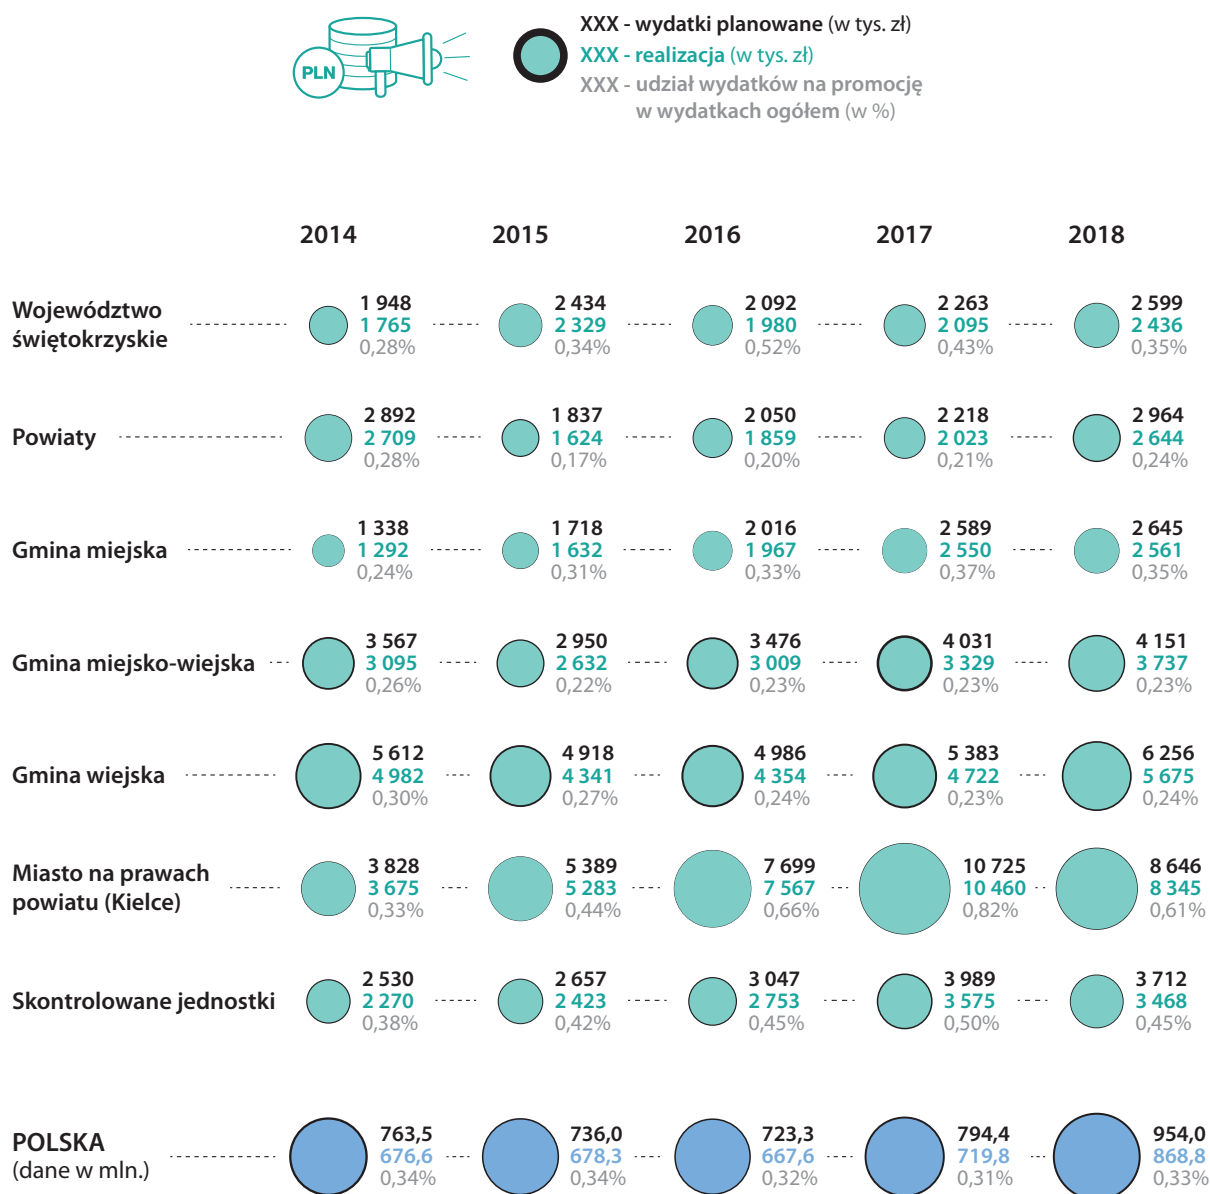 PLN
XXX - wydatki planowane (w tys. zł)
XXX - realizacja (w tys. zł)
XXX - udział wydatków na promocję
w wydatkach ogółem (w %)
2014 2015 2016 2017 2018
Województwo
świętokrzyskie
1 948 2 434 2 092 2 263 2 599
1 765 2 329 1 980 2 095 2 436
0,28% 0,34% 0,52% 0,43% 0,35%
Powiaty
2 892 1 837 2 050 2 218 2 964
2 709 1 624 1 859 2 023 2 644
0,28% 0,17% 0,20% 0,21% 0,24%
Gmina miejska
1 338 1 718 2 016 2 589 2 645
1 292 1 632 1 967 2 550 2 561
0,24% 0,31% 0,33% 0,37% 0,35%
Gmina miejsko-wiejska
3 567 2 950 3 476 4 031 4 151
3 095 2 632 3 009 3 329 3 737
0,26% 0,22% 0,23% 0,23% 0,23%
Gmina wiejska
5 612 4 918 4 986 5 383 6 256
4 982 4 341 4 354 4 722 5 675
0,30% 0,27% 0,24% 0,23% 0,24%
Miasto na prawach
powiatu (Kielce)
3 828 5 389 7 699 10 725 8 646
3 675 5 283 7 567 10 460 8 345
0,33% 0,44% 0,66% 0,82% 0,61%
Skontrolowane jednostki
2 530 2 657 3 047 3 989 3 712
2 270 2 423 2 753 3 575 3 468
0,38% 0,42% 0,45% 0,50% 0,45%
POLSKA
(dane w mln.)
763,5 736,0 723,3 794,4 954,0
676,6 678,3 667,6 719,8 868,8
0,34% 0,34% 0,32% 0,31% 0,33%